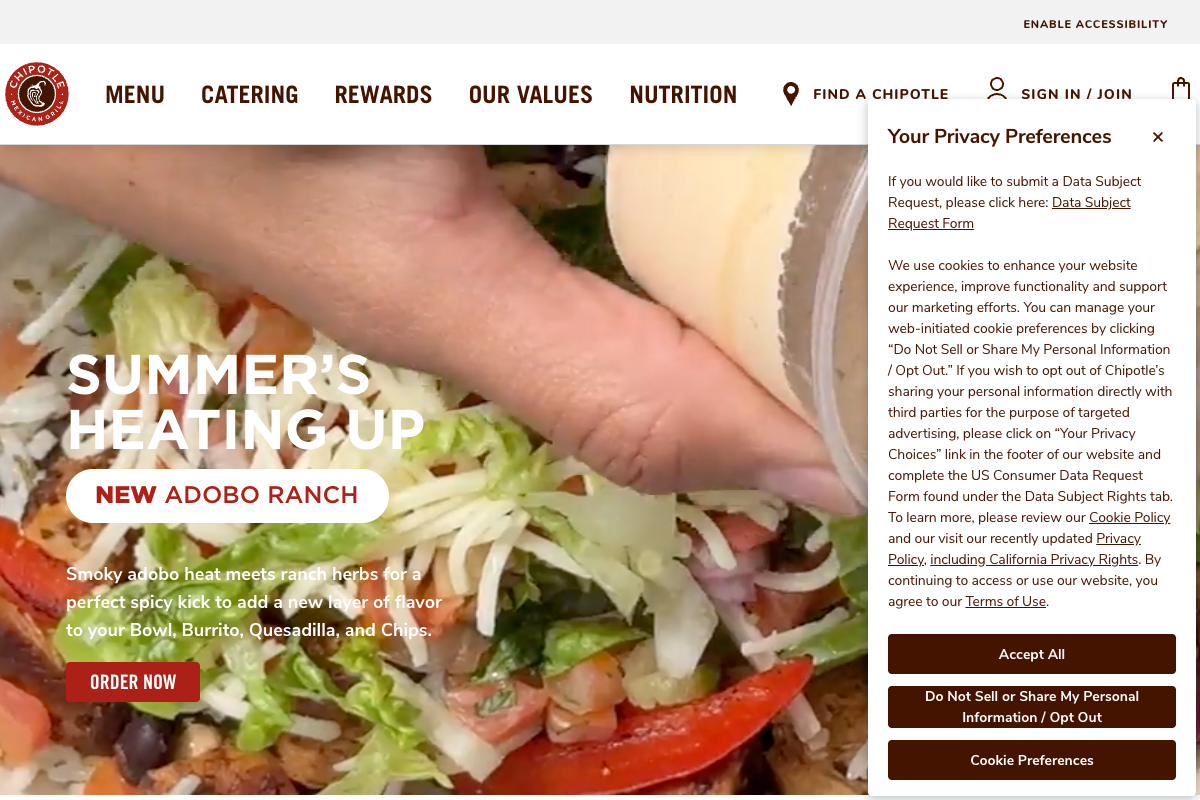 ENABLE ACCESSIBILITY
CHIPOTLE
MEXICAN GRILL
MENU
CATERING
REWARDS
OUR VALUES
NUTRITION
FIND A CHIPOTLE
SIGN IN / JOIN
SUMMER’S
HEATING UP
NEW ADOBO RANCH
Smoky adobo heat meets ranch herbs for a
perfect spicy kick to add a new layer of flavor
to your Bowl, Burrito, Quesadilla, and Chips.
ORDER NOW
Your Privacy Preferences
If you would like to submit a Data Subject
Request, please click here: Data Subject
Request Form
We use cookies to enhance your website
experience, improve functionality and support
our marketing efforts. You can manage your
web-initiated cookie preferences by clicking
“Do Not Sell or Share My Personal Information
/ Opt Out.” If you wish to opt out of Chipotle’s
sharing your personal information directly with
third parties for the purpose of targeted
advertising, please click on “Your Privacy
Choices” link in the footer of our website and
complete the US Consumer Data Request
Form found under the Data Subject Rights tab.
To learn more, please review our Cookie Policy
and our visit our recently updated Privacy
Policy, including California Privacy Rights. By
continuing to access or use our website, you
agree to our Terms of Use.
Accept All
Do Not Sell or Share My Personal
Information / Opt Out
Cookie Preferences